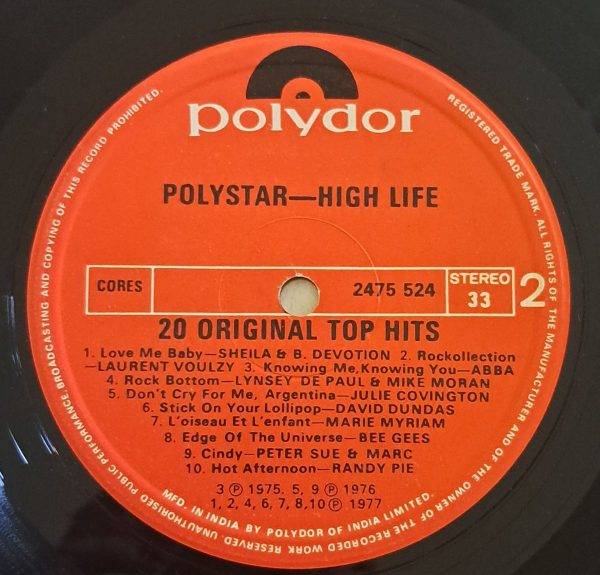 polydor
POLYSTAR—HIGH LIFE
CORES
2475 524
STEREO
33
2
20 ORIGINAL TOP HITS
1. Love Me Baby—SHEILA & B. DEVOTION 2. Rockollection
—LAURENT VOULZY 3. Knowing Me,Knowing You—ABBA
4. Rock Bottom—LYNSEY DE PAUL & MIKE MORAN
5. Don't Cry For Me, Argentina—JULIE COVINGTON
6. Stick On Your Lollipop—DAVID DUNDAS
7. L'oiseau Et L'enfant—MARIE MYRIAM
8. Edge Of The Universe—BEE GEES
9. Cindy—PETER SUE & MARC
10. Hot Afternoon—RANDY PIE
3 ℗ 1975. 5, 9 ℗ 1976
1, 2, 4, 6, 7, 8,10 ℗ 1977
MFD. IN INDIA BY POLYDOR OF INDIA LIMITED.
REGISTERED TRADE MARK. ALL RIGHTS OF THE MANUFACTURER AND OF THE OWNER OF THE RECORDED WORK RESERVED. UNAUTHORISED PUBLIC PERFORMANCE BROADCASTING AND COPYING OF THIS RECORD PROHIBITED.